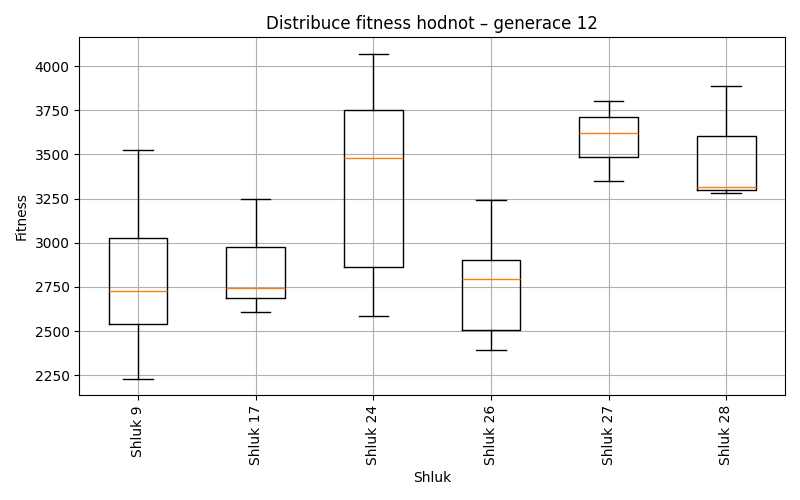 Distribuce fitness hodnot – generace 12
Fitness
4000
3750
3500
3250
3000
2750
2500
2250
Shluk 9
Shluk 17
Shluk 24
Shluk 26
Shluk 27
Shluk 28
Shluk